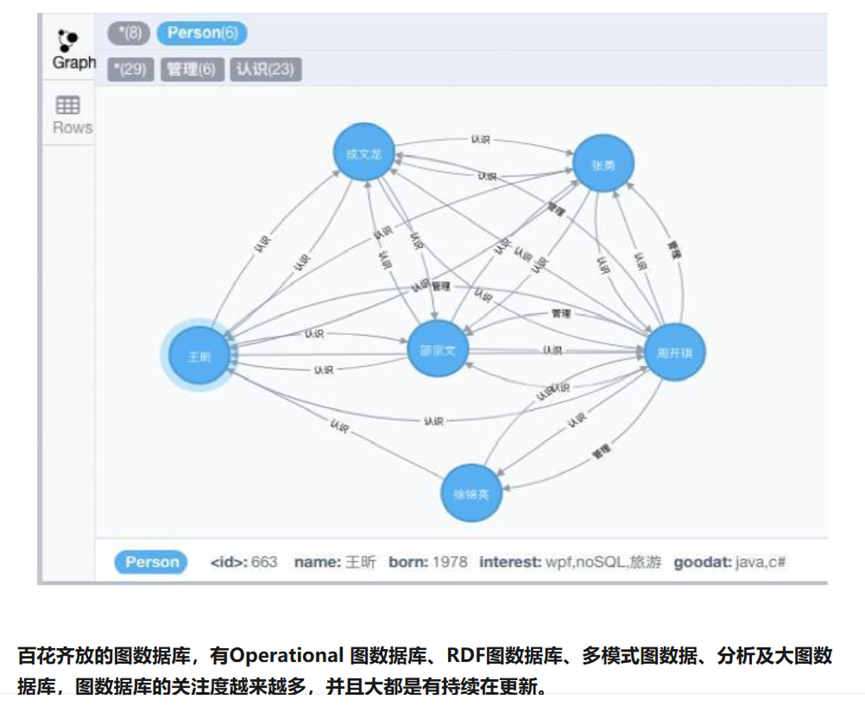 *(8) Person(6)
Graph
*(29) 管理(6) 认识(23)
Rows
成文龙
认识
张勇
认识
管理
认识
认识
认识
认识
认识
认识
认识
认识
认识
认识
认识
管理
认识
管理
认识
管理
认识
王昕
邵宗文
认识
周开琪
认识
认识
认识
认识
认识
认识
管理
徐锦亮
Person <id>: 663 name: 王昕 born: 1978 interest: wpf,noSQL,旅游 goodat: java,c#
百花齐放的图数据库，有Operational 图数据库、RDF图数据库、多模式图数据、分析及大图数
据库，图数据库的关注度越来越多，并且大都是有持续在更新。